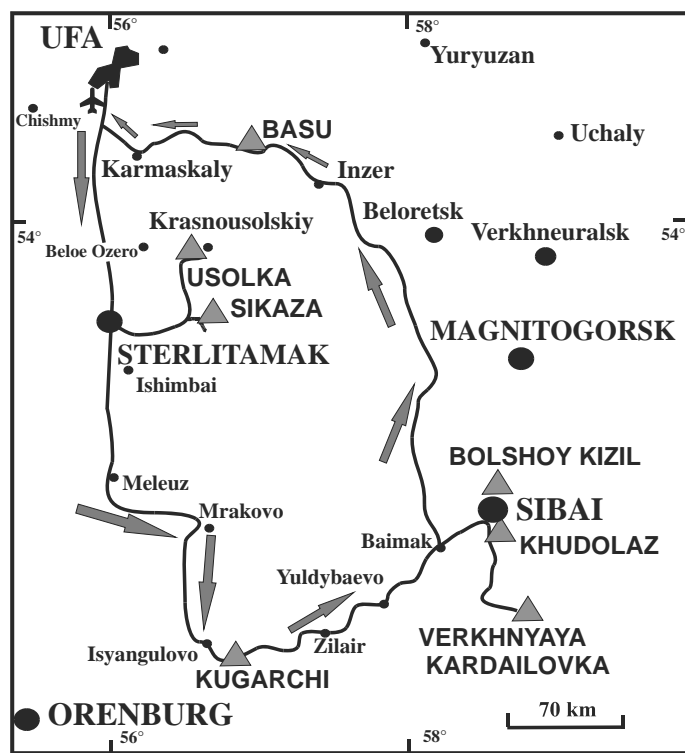 56°
58°
UFA
Yuryuzan
Chishmy
BASU
Uchaly
Karmaskaly
Inzer
Beloretsk
Krasnousolskiy
54°
54°
Verkhneuralsk
Beloe Ozero
USOLKA
SIKAZA
MAGNITOGORSK
STERLITAMAK
Ishimbai
BOLSHOY KIZIL
Meleuz
Mrakovo
SIBAI
Baimak
KHUDOLAZ
Yuldybaevo
Isyangulovo
Zilair
VERKHNYAYA
KARDAILOVKA
KUGARCHI
ORENBURG
70 km
56°
58°